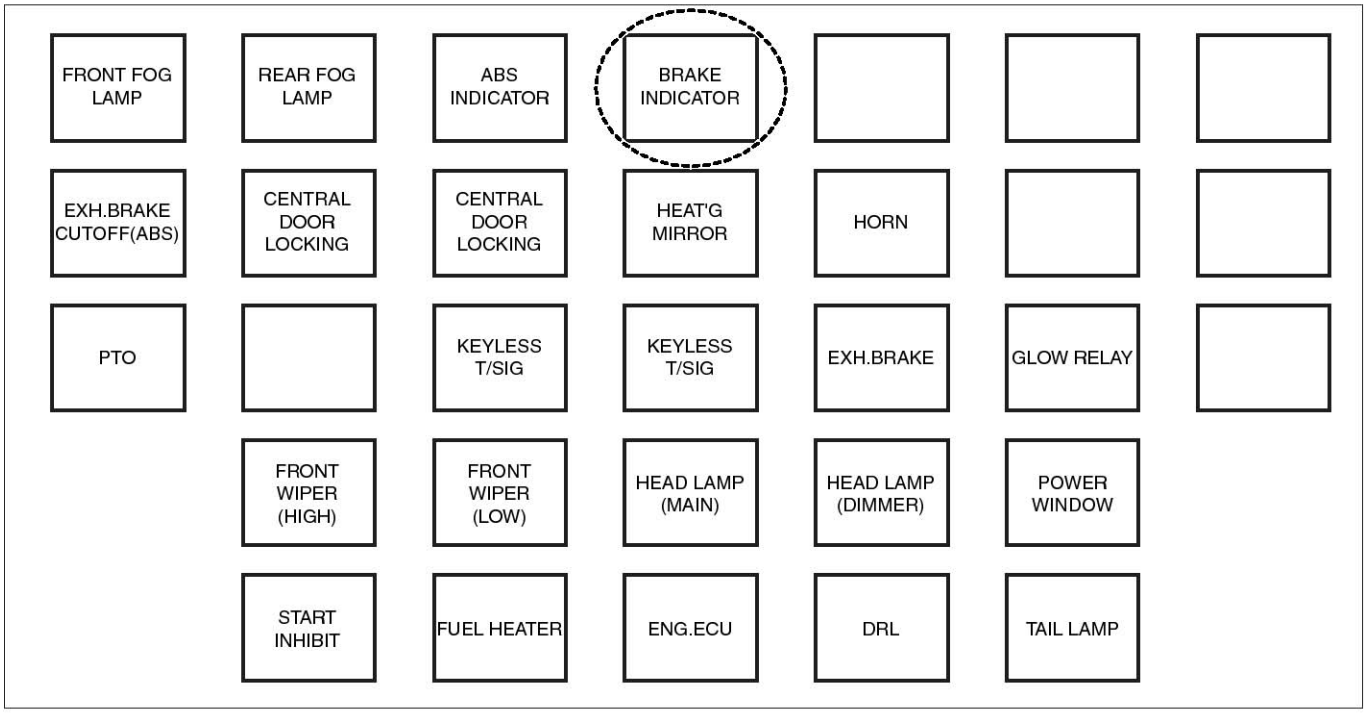 FRONT FOG
LAMP
REAR FOG
LAMP
ABS
INDICATOR
BRAKE
INDICATOR
EXH.BRAKE
CUTOFF(ABS)
CENTRAL
DOOR
LOCKING
CENTRAL
DOOR
LOCKING
HEAT'G
MIRROR
HORN
PTO
KEYLESS
T/SIG
KEYLESS
T/SIG
EXH.BRAKE
GLOW RELAY
FRONT
WIPER
(HIGH)
FRONT
WIPER
(LOW)
HEAD LAMP
(MAIN)
HEAD LAMP
(DIMMER)
POWER
WINDOW
START
INHIBIT
FUEL HEATER
ENG.ECU
DRL
TAIL LAMP